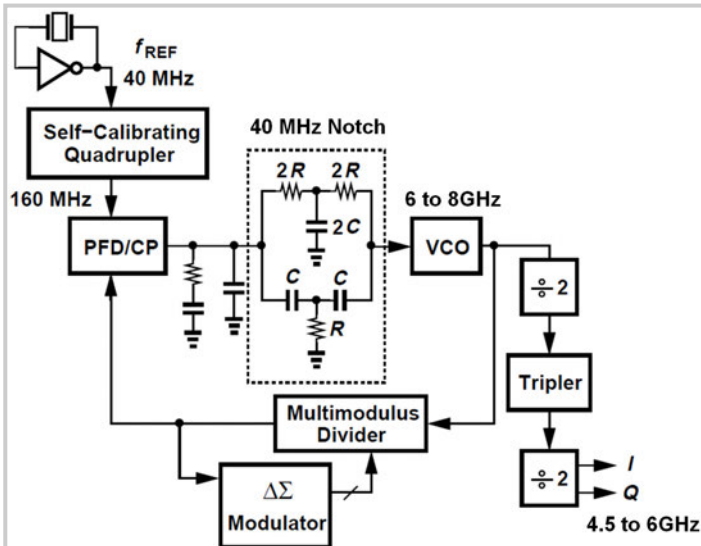 f_REF
40 MHz
Self-Calibrating
Quadrupler
160 MHz
PFD/CP
40 MHz Notch
2R 2R
2C
C C
R
6 to 8GHz
VCO
÷ 2
Tripler
÷ 2
I
Q
4.5 to 6GHz
Multimodulus
Divider
ΔΣ
Modulator